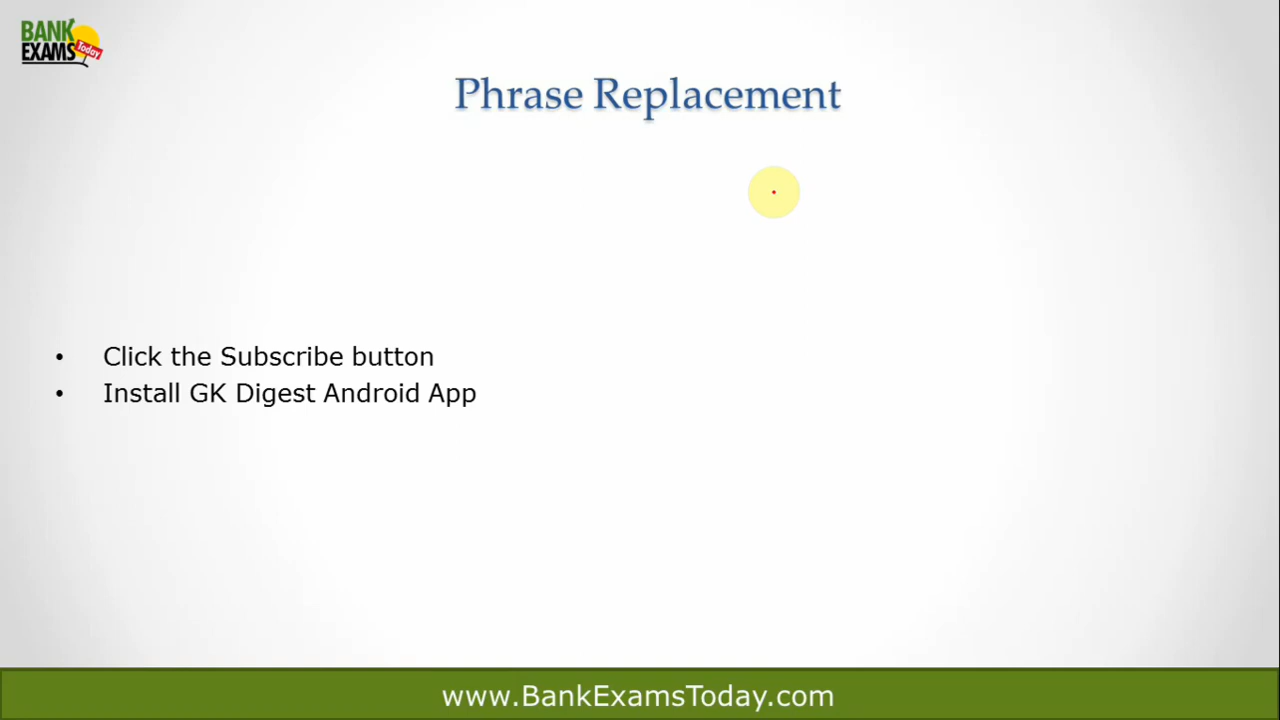 BANK
EXAMS Today
Phrase Replacement
• Click the Subscribe button
• Install GK Digest Android App
www.BankExamsToday.com